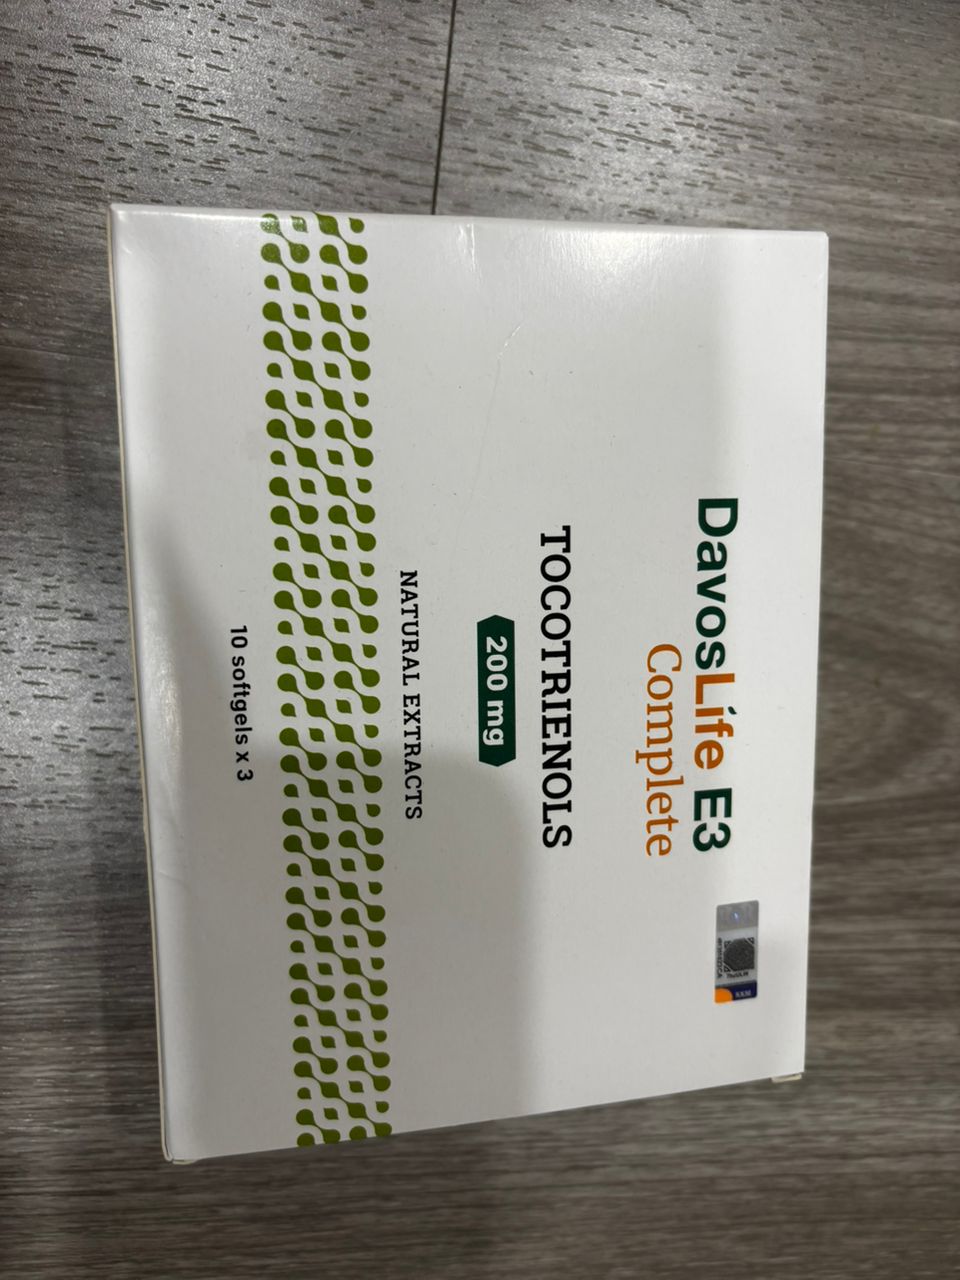 DavosLife E3
Complete
TOCOTRIENOLS
200 mg
NATURAL EXTRACTS
10 softgels x 3